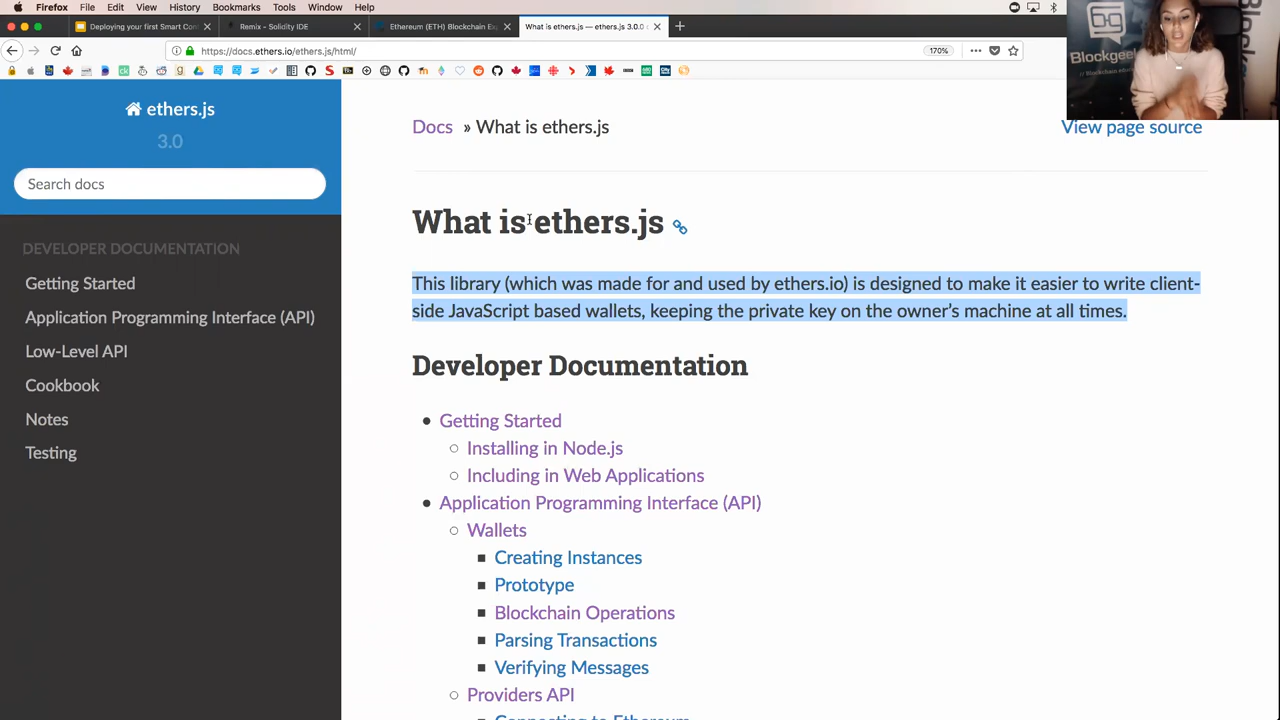 Firefox File Edit View History Bookmarks Tools Window Help
Deploying your first Smart Con
Remix - Solidity IDE
Ethereum (ETH) Blockchain Ex
What is ethers.js — ethers.js 3.0.0
https://docs.ethers.io/ethers.js/html/
170%
Blockgeeks
ethers.js
3.0
Search docs
DEVELOPER DOCUMENTATION
Getting Started
Application Programming Interface (API)
Low-Level API
Cookbook
Notes
Testing
Docs » What is ethers.js
View page source
What is ethers.js
This library (which was made for and used by ethers.io) is designed to make it easier to write client-
side JavaScript based wallets, keeping the private key on the owner’s machine at all times.
Developer Documentation
Getting Started
Installing in Node.js
Including in Web Applications
Application Programming Interface (API)
Wallets
Creating Instances
Prototype
Blockchain Operations
Parsing Transactions
Verifying Messages
Providers API
Connecting to Ethereum